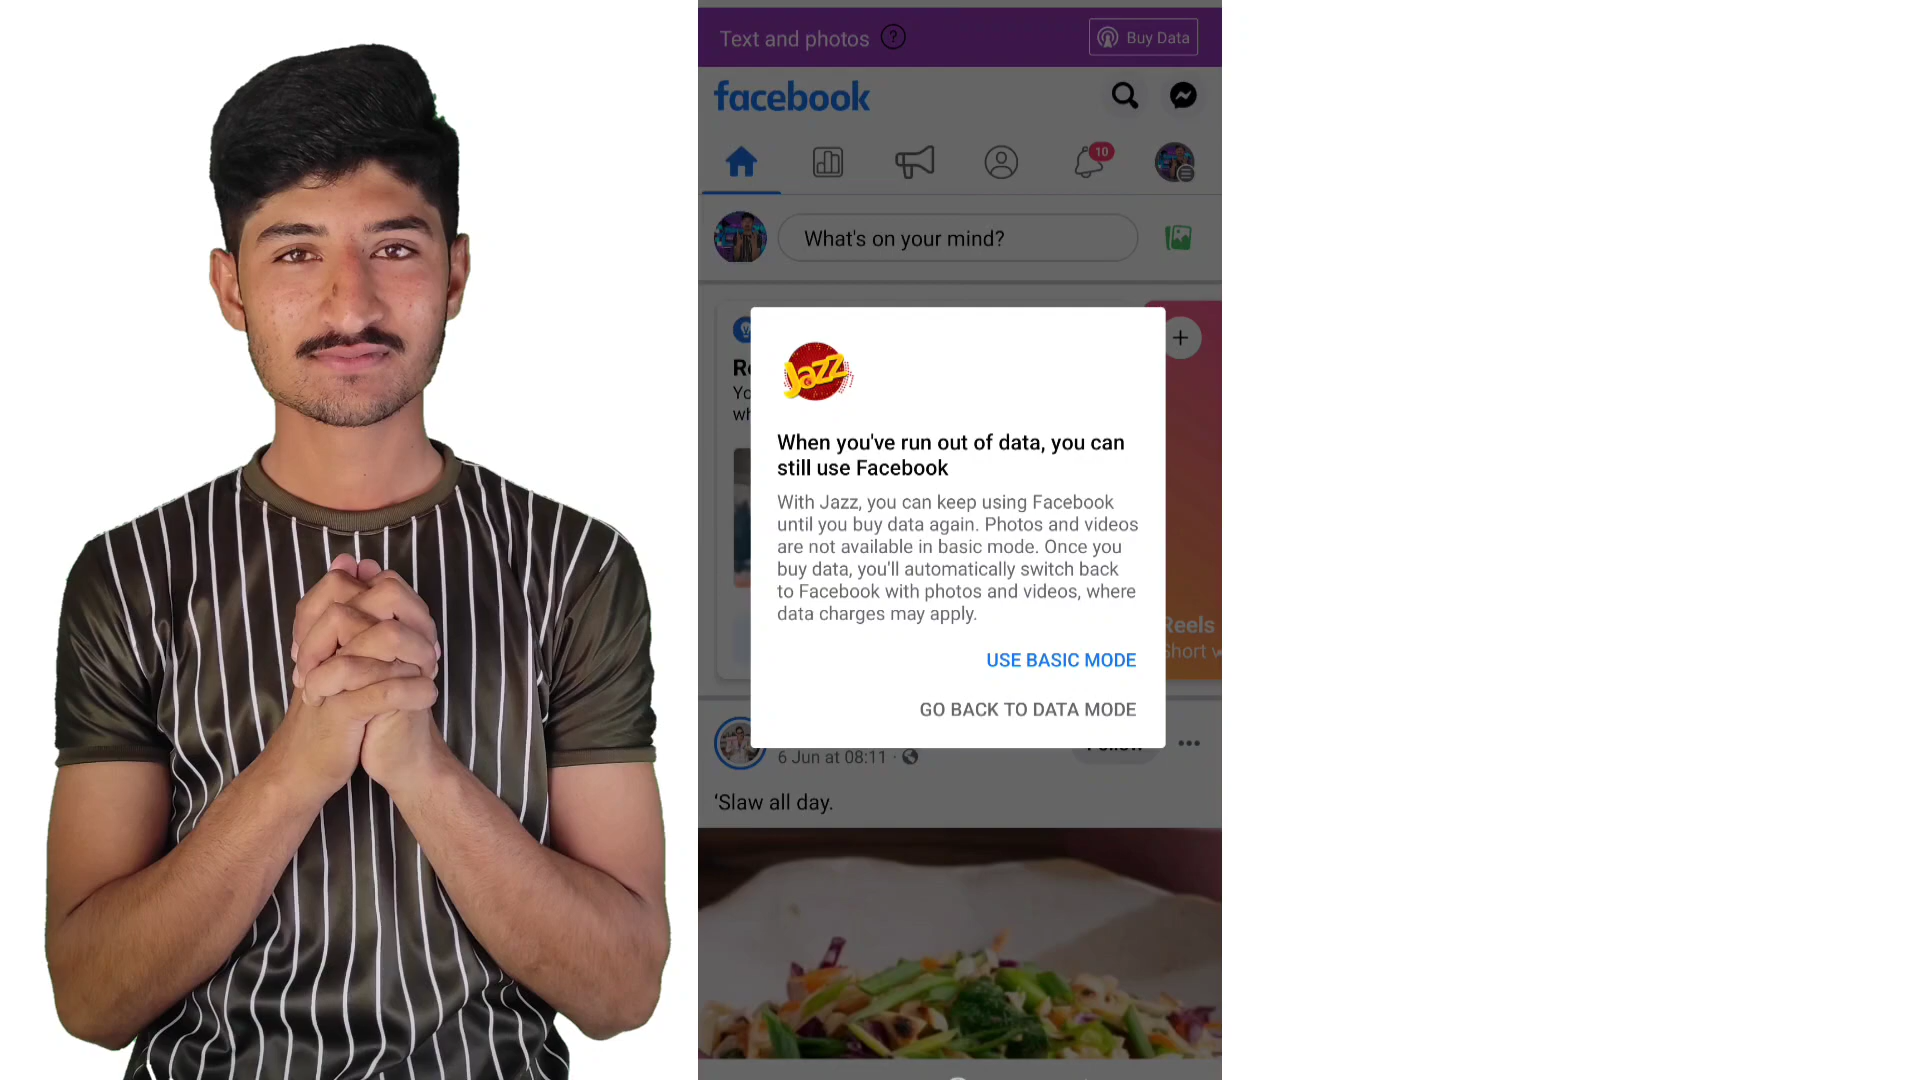 Text and photos ?
Buy Data
facebook
10
What's on your mind?
Jazz
When you've run out of data, you can
still use Facebook
With Jazz, you can keep using Facebook
until you buy data again. Photos and videos
are not available in basic mode. Once you
buy data, you'll automatically switch back
to Facebook with photos and videos, where
data charges may apply.
USE BASIC MODE
GO BACK TO DATA MODE
Reels
Short
6 Jun at 08:11 ·
‘Slaw all day.